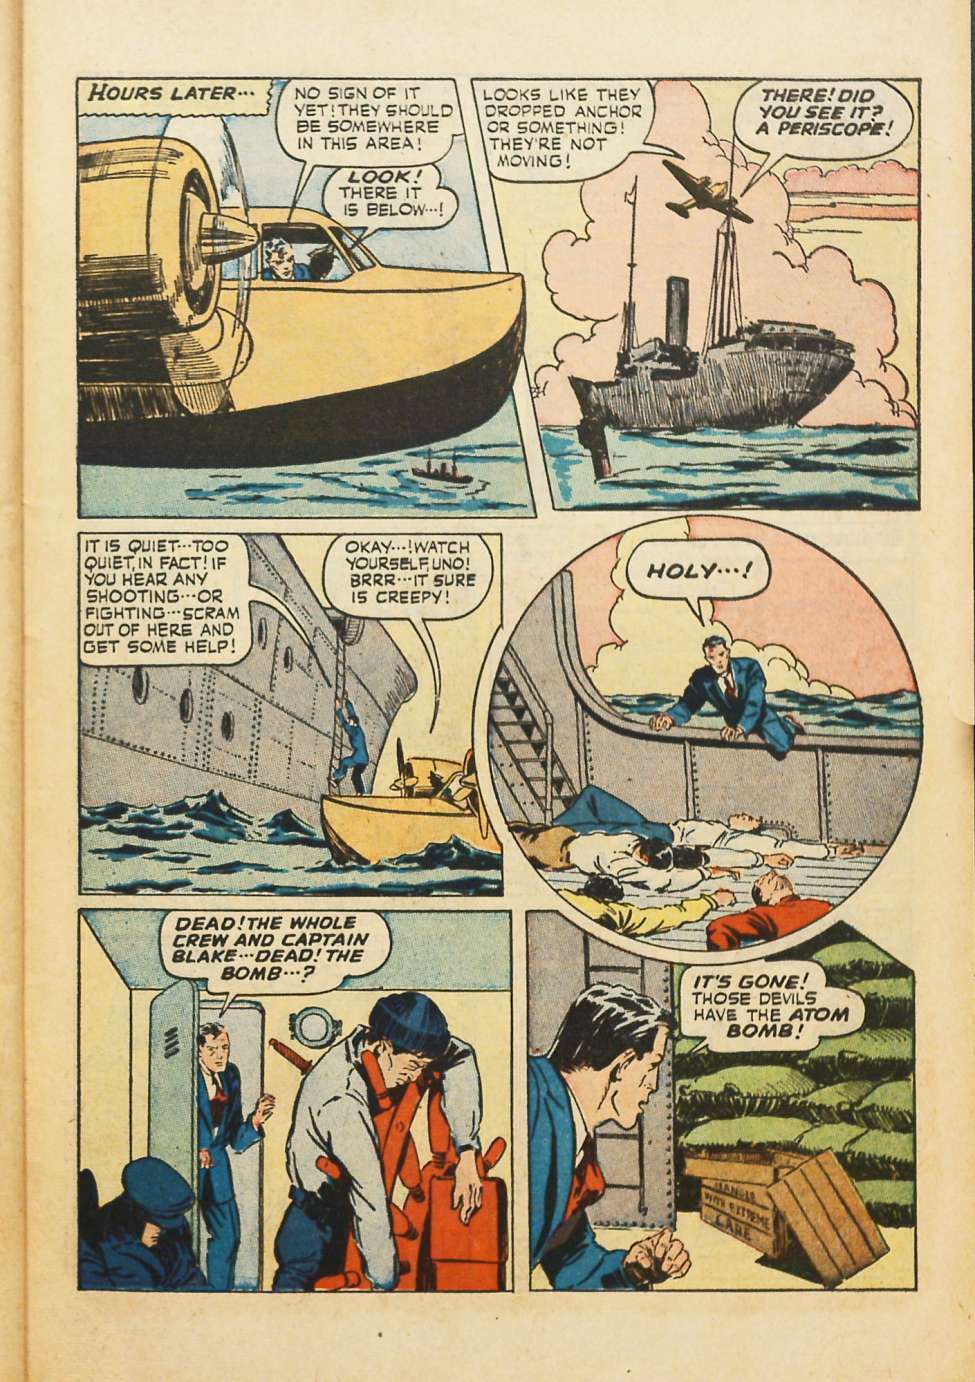 HOURS LATER---
NO SIGN OF IT
YET! THEY SHOULD
BE SOMEWHERE
IN THIS AREA!
LOOK!
THERE IT
IS BELOW---!
LOOKS LIKE THEY
DROPPED ANCHOR
OR SOMETHING!
THEY'RE NOT
MOVING!
THERE! DID
YOU SEE IT?
A PERISCOPE!
IT IS QUIET---TOO
QUIET, IN FACT! IF
YOU HEAR ANY
SHOOTING---OR
FIGHTING---SCRAM
OUT OF HERE AND
GET SOME HELP!
OKAY---! WATCH
YOURSELF, UNO!
BRRR---IT SURE
IS CREEPY!
HOLY---!
DEAD! THE WHOLE
CREW AND CAPTAIN
BLAKE---DEAD! THE
BOMB---?
IT'S GONE!
THOSE DEVILS
HAVE THE ATOM
BOMB!
HANDLE
WITH EXTREME
CARE